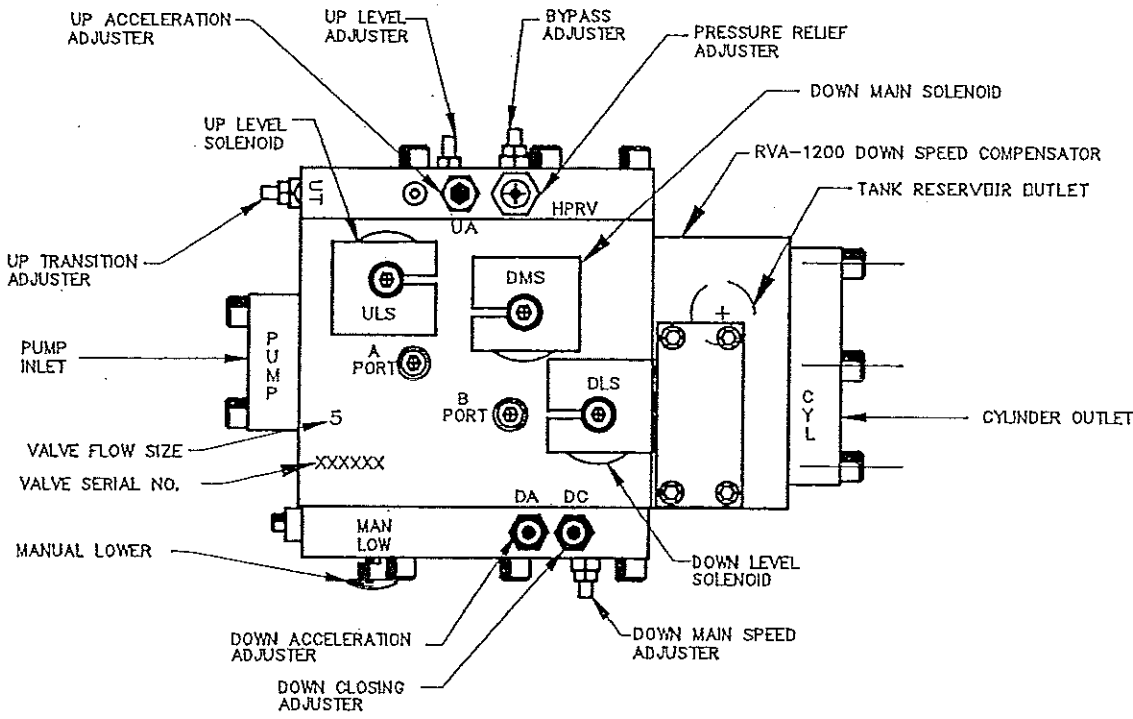 UP ACCELERATION
ADJUSTER
UP LEVEL
ADJUSTER
BYPASS
ADJUSTER
PRESSURE RELIEF
ADJUSTER
DOWN MAIN SOLENOID
UP LEVEL
SOLENOID
RVA-1200 DOWN SPEED COMPENSATOR
TANK RESERVOIR OUTLET
UT
UA
HPRV
UP TRANSITION
ADJUSTER
ULS
DMS
PUMP
INLET
PUMP
A
PORT
B
PORT
DLS
CYL
CYLINDER OUTLET
VALVE FLOW SIZE
5
VALVE SERIAL NO.
XXXXXX
MANUAL LOWER
MAN
LOW
DA
DC
DOWN LEVEL
SOLENOID
DOWN ACCELERATION
ADJUSTER
DOWN MAIN SPEED
ADJUSTER
DOWN CLOSING
ADJUSTER